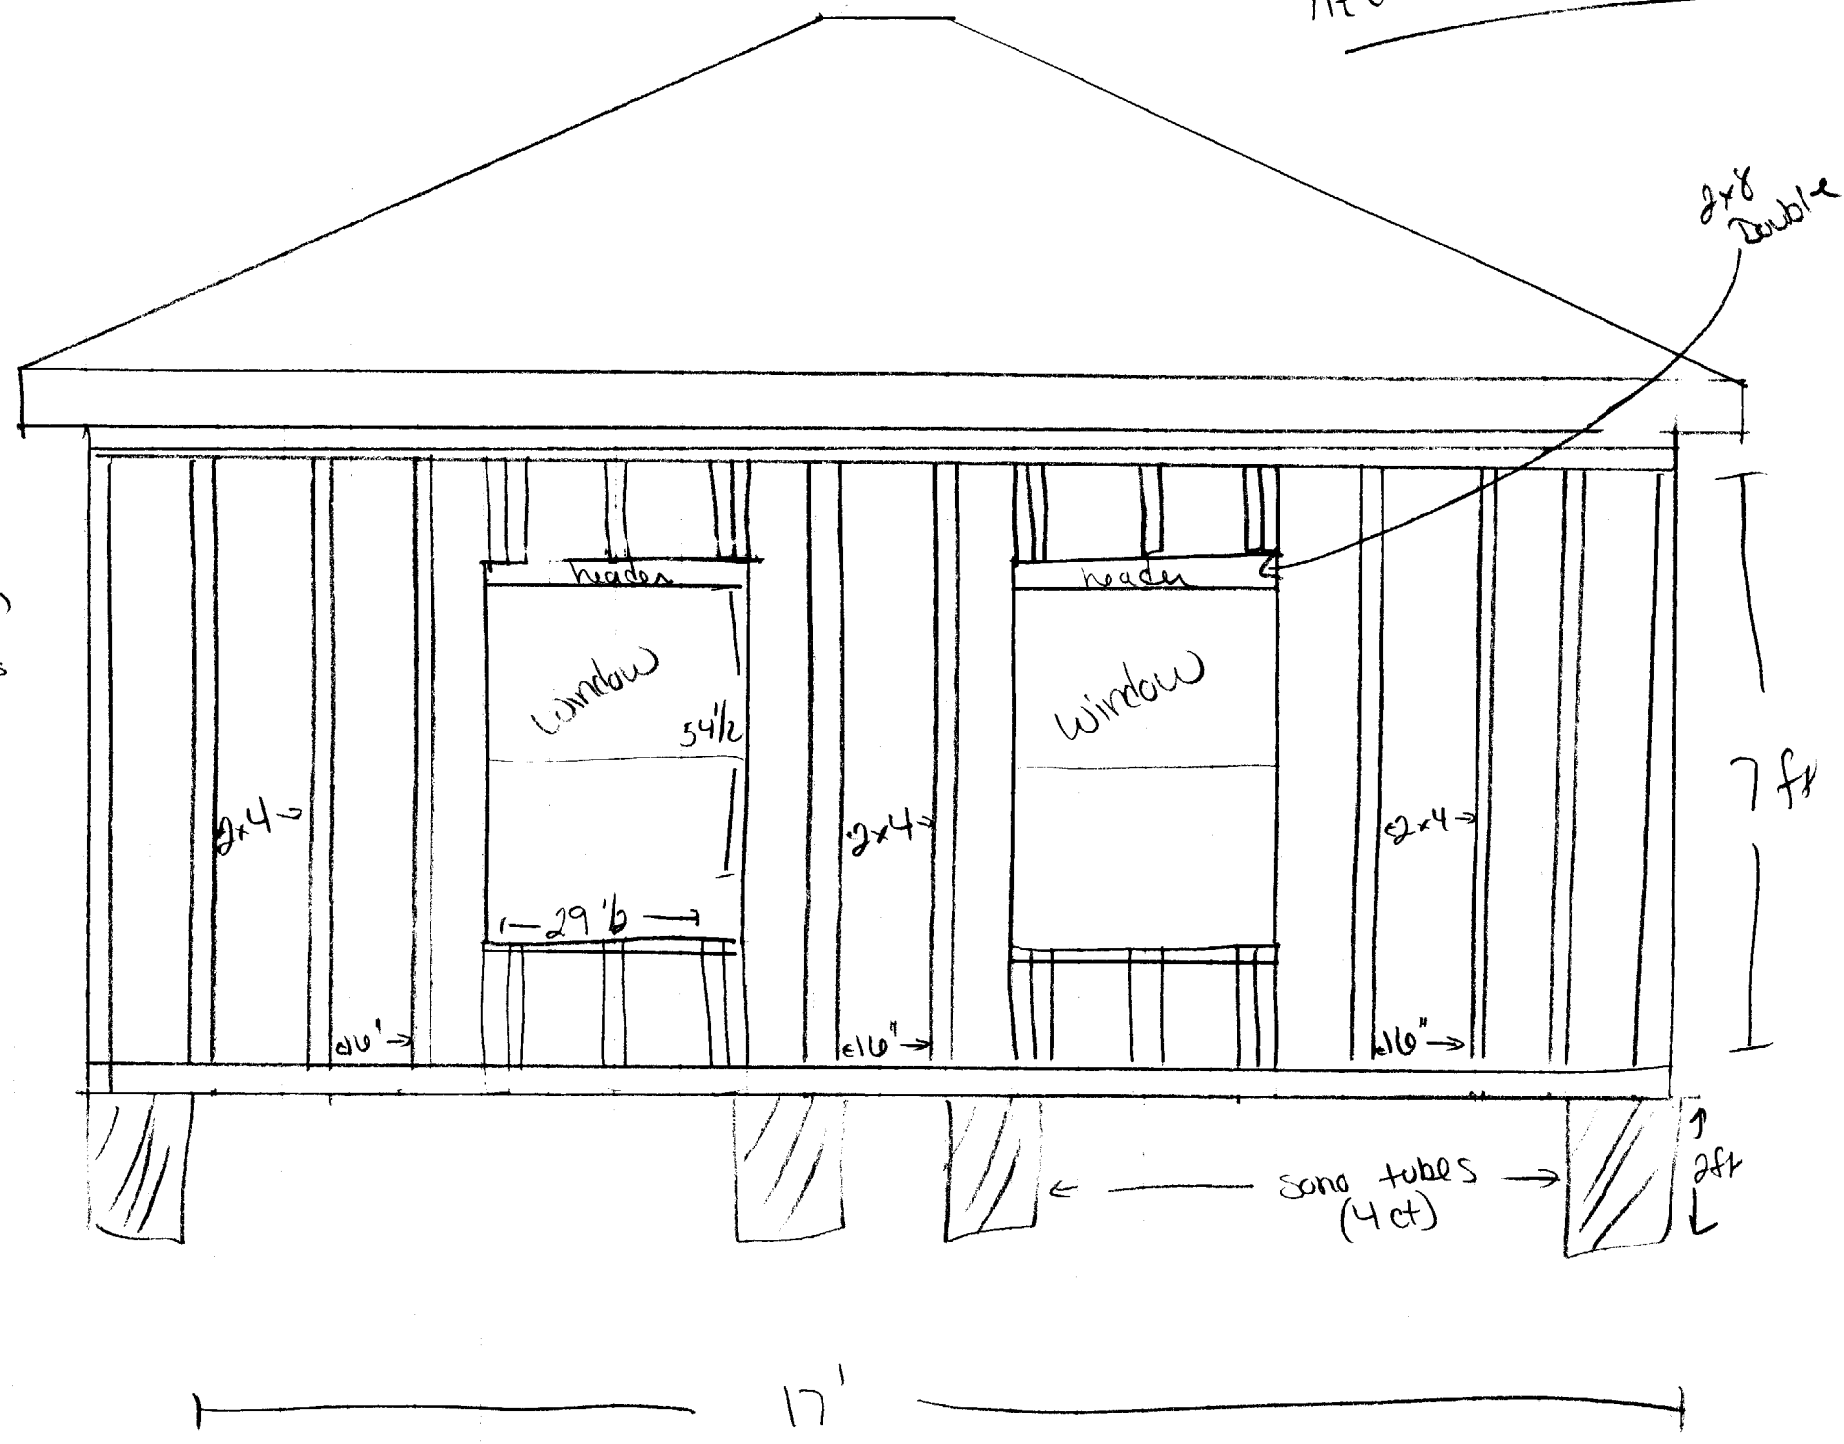 2x8
Double
header
header
window
window
54 1/2
7 ft
2x4
2x4
2x4
29 1/2
16'
16"
16"
2ft
sono tubes
(4 ct)
17'